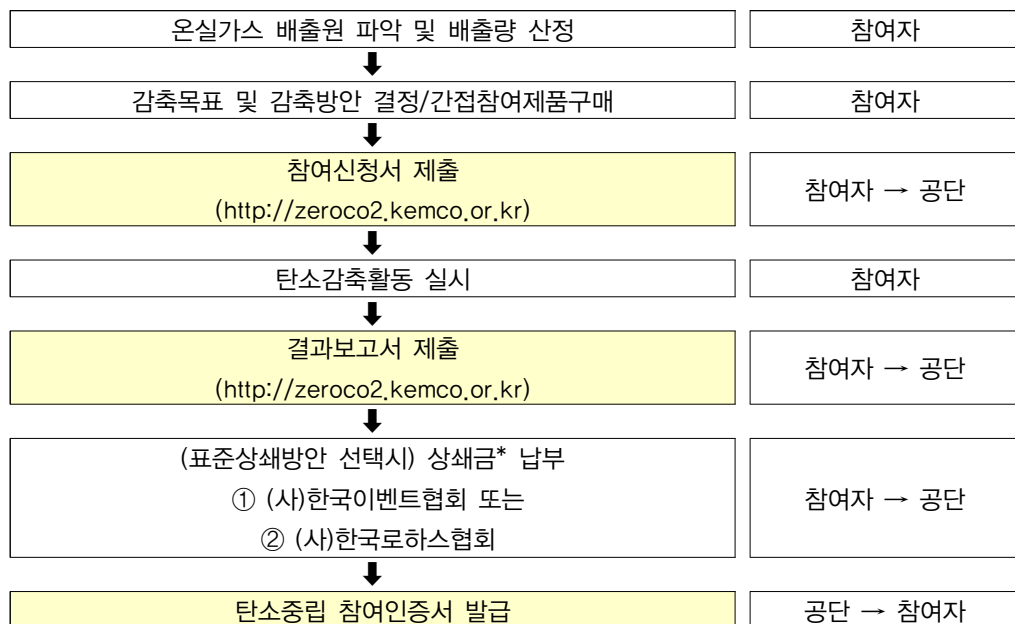 온실가스 배출원 파악 및 배출량 산정
참여자
감축목표 및 감축방안 결정/간접참여제품구매
참여자
참여신청서 제출
(http://zeroco2.kemco.or.kr)
참여자 → 공단
탄소감축활동 실시
참여자
결과보고서 제출
(http://zeroco2.kemco.or.kr)
참여자 → 공단
(표준상쇄방안 선택시) 상쇄금* 납부
① (사)한국이벤트협회 또는
② (사)한국로하스협회
참여자 → 공단
탄소중립 참여인증서 발급
공단 → 참여자